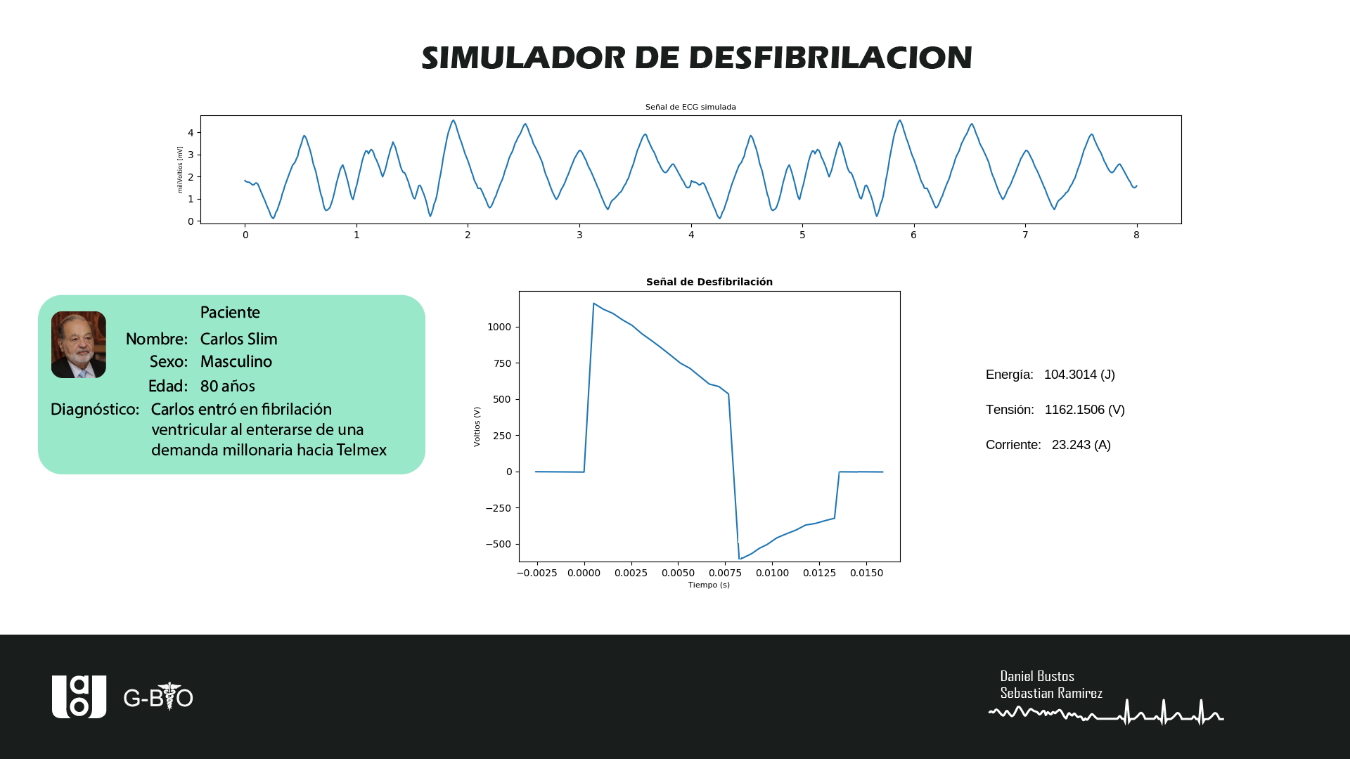 SIMULADOR DE DESFIBRILACION
Señal de ECG simulada
miliVoltios [mV]
4
3
2
1
0
0 1 2 3 4 5 6 7 8
Paciente
Nombre: Carlos Slim
Sexo: Masculino
Edad: 80 años
Diagnóstico: Carlos entró en fibrilación
ventricular al enterarse de una
demanda millonaria hacia Telmex
Señal de Desfibrilación
Voltios (V)
1000
750
500
250
0
−250
−500
−0.0025 0.0000 0.0025 0.0050 0.0075 0.0100 0.0125 0.0150
Tiempo (s)
Energía: 104.3014 (J)
Tensión: 1162.1506 (V)
Corriente: 23.243 (A)
G-BIO
Daniel Bustos
Sebastian Ramirez